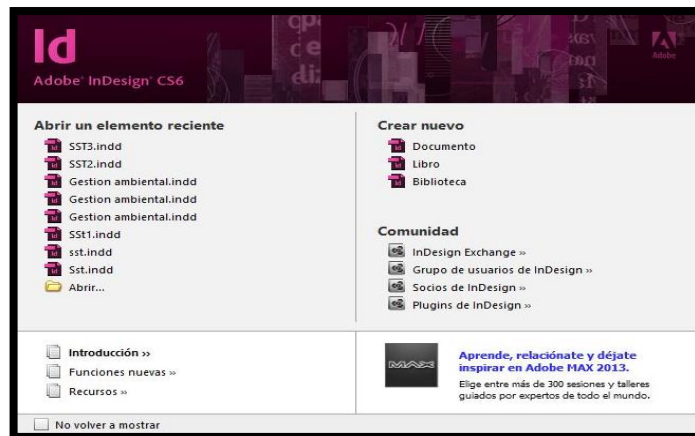 Id
Adobe® InDesign® CS6
Adobe
Abrir un elemento reciente
SST3.indd
SST2.indd
Gestion ambiental.indd
Gestion ambiental.indd
Gestion ambiental.indd
SSt1.indd
sst.indd
Sst.indd
Abrir...
Crear nuevo
Documento
Libro
Biblioteca
Comunidad
InDesign Exchange »
Grupo de usuarios de InDesign »
Socios de InDesign »
Plugins de InDesign »
Introducción »
Funciones nuevas »
Recursos »
MAX
Aprende, relaciónate y déjate
inspirar en Adobe MAX 2013.
Elige entre más de 300 sesiones y talleres
guiados por expertos de todo el mundo.
No volver a mostrar